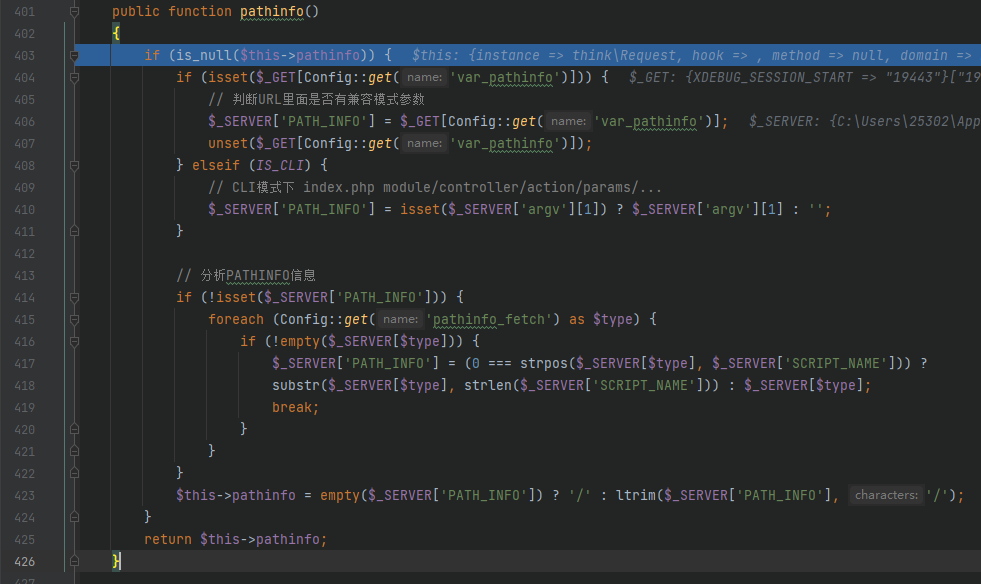 401 public function pathinfo()
402 {
403 if (is_null($this->pathinfo)) { $this: {instance => think\Request, hook => , method => null, domain =>
404 if (isset($_GET[Config::get( name: 'var_pathinfo')])) { $_GET: {XDEBUG_SESSION_START => "19443"}["19
405 // 判断URL里面是否有兼容模式参数
406 $_SERVER['PATH_INFO'] = $_GET[Config::get( name: 'var_pathinfo')]; $_SERVER: {C:\Users\25302\App
407 unset($_GET[Config::get( name: 'var_pathinfo')]);
408 } elseif (IS_CLI) {
409 // CLI模式下 index.php module/controller/action/params/...
410 $_SERVER['PATH_INFO'] = isset($_SERVER['argv'][1]) ? $_SERVER['argv'][1] : '';
411 }
412
413 // 分析PATHINFO信息
414 if (!isset($_SERVER['PATH_INFO'])) {
415 foreach (Config::get( name: 'pathinfo_fetch') as $type) {
416 if (!empty($_SERVER[$type])) {
417 $_SERVER['PATH_INFO'] = (0 === strpos($_SERVER[$type], $_SERVER['SCRIPT_NAME'])) ?
418 substr($_SERVER[$type], strlen($_SERVER['SCRIPT_NAME'])) : $_SERVER[$type];
419 break;
420 }
421 }
422 }
423 $this->pathinfo = empty($_SERVER['PATH_INFO']) ? '/' : ltrim($_SERVER['PATH_INFO'], characters: '/');
424 }
425 return $this->pathinfo;
426 }
427